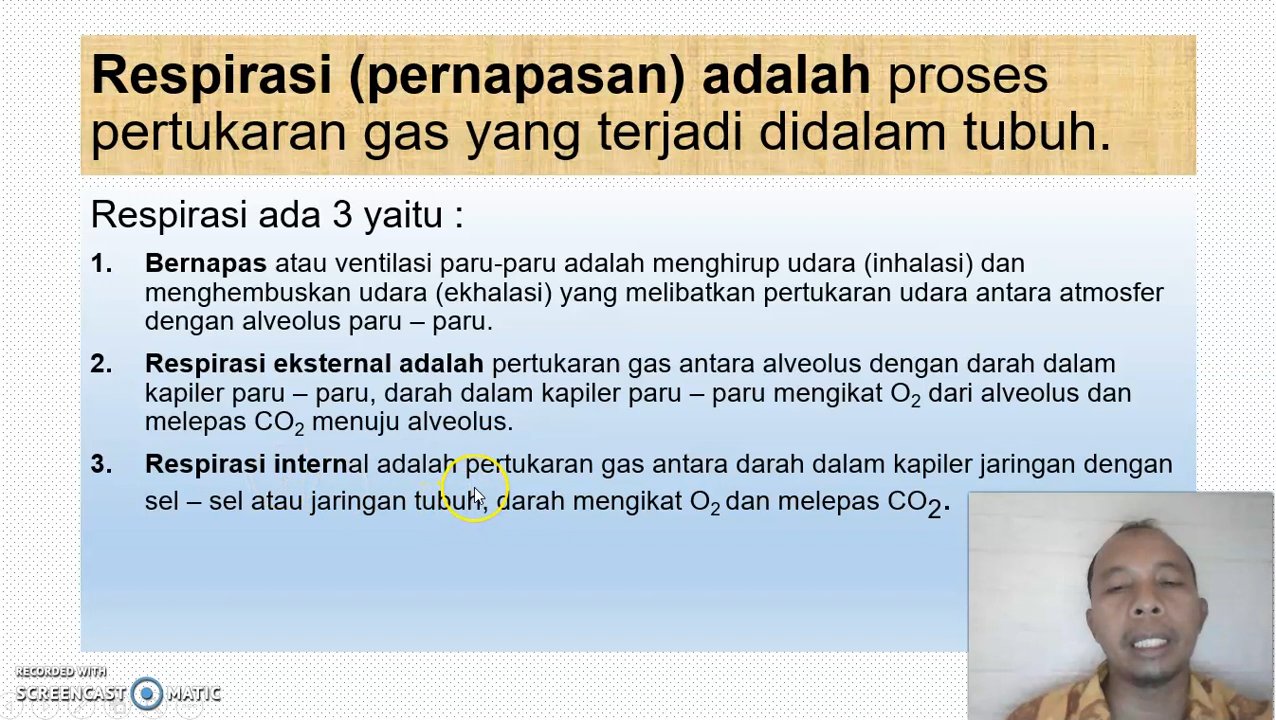 Respirasi (pernapasan) adalah proses
pertukaran gas yang terjadi didalam tubuh.
Respirasi ada 3 yaitu :
1. Bernapas atau ventilasi paru-paru adalah menghirup udara (inhalasi) dan
menghembuskan udara (ekhalasi) yang melibatkan pertukaran udara antara atmosfer
dengan alveolus paru – paru.
2. Respirasi eksternal adalah pertukaran gas antara alveolus dengan darah dalam
kapiler paru – paru, darah dalam kapiler paru – paru mengikat O₂ dari alveolus dan
melepas CO₂ menuju alveolus.
3. Respirasi internal adalah pertukaran gas antara darah dalam kapiler jaringan dengan
sel – sel atau jaringan tubuh, darah mengikat O₂ dan melepas CO₂.
RECORDED WITH
SCREENCAST MATIC